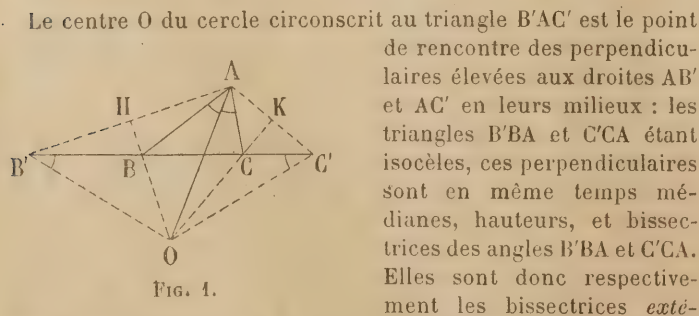 Le centre O du cercle circonscrit au triangle B'AC' est le point
de rencontre des perpendicu-
laires élevées aux droites AB'
et AC' en leurs milieux : les
triangles B'BA et C'CA étant
isocèles, ces perpendiculaires
sont en même temps mé-
dianes, hauteurs, et bissec-
trices des angles B'BA et C'CA.
Elles sont donc respective-
ment les bissectrices exté-
A
H
K
B'
B
C
C'
O
FIG. 1.